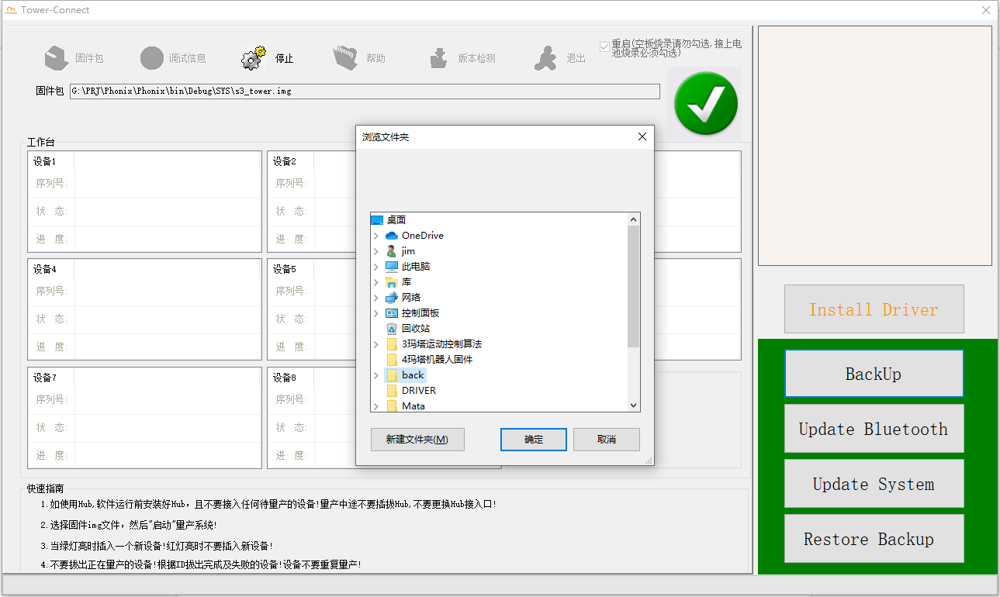 Tower-Connect
固件包
调试信息
停止
帮助
版本检测
退出
重启(空板烧录请勿勾选,接上电
池烧录必须勾选)
固件包 G:\PRJ\Phonix\Phonix\bin\Debug\SYS\s3_tower.img
工作台
设备1
序列号:
状 态:
进 度:
设备2
序列号:
状 态:
进 度:
设备4
序列号:
状 态:
进 度:
设备5
序列号:
状 态:
进 度:
设备7
序列号:
状 态:
进 度:
设备8
序列号:
状 态:
进 度:
浏览文件夹
桌面
OneDrive
jim
此电脑
库
网络
控制面板
回收站
3玛塔运动控制算法
4玛塔机器人固件
back
DRIVER
Mata
新建文件夹(M)
确定
取消
Install Driver
BackUp
Update Bluetooth
Update System
Restore Backup
快速指南
1.如使用Hub,软件运行前安装好Hub，且不要接入任何待量产的设备!量产中途不要插拔Hub,不要更换Hub接入口!
2.选择固件img文件，然后"启动"量产系统!
3.当绿灯亮时插入一个新设备!红灯亮时不要插入新设备!
4.不要拔出正在量产的设备!根据ID拔出完成及失败的设备!设备不要重复量产!